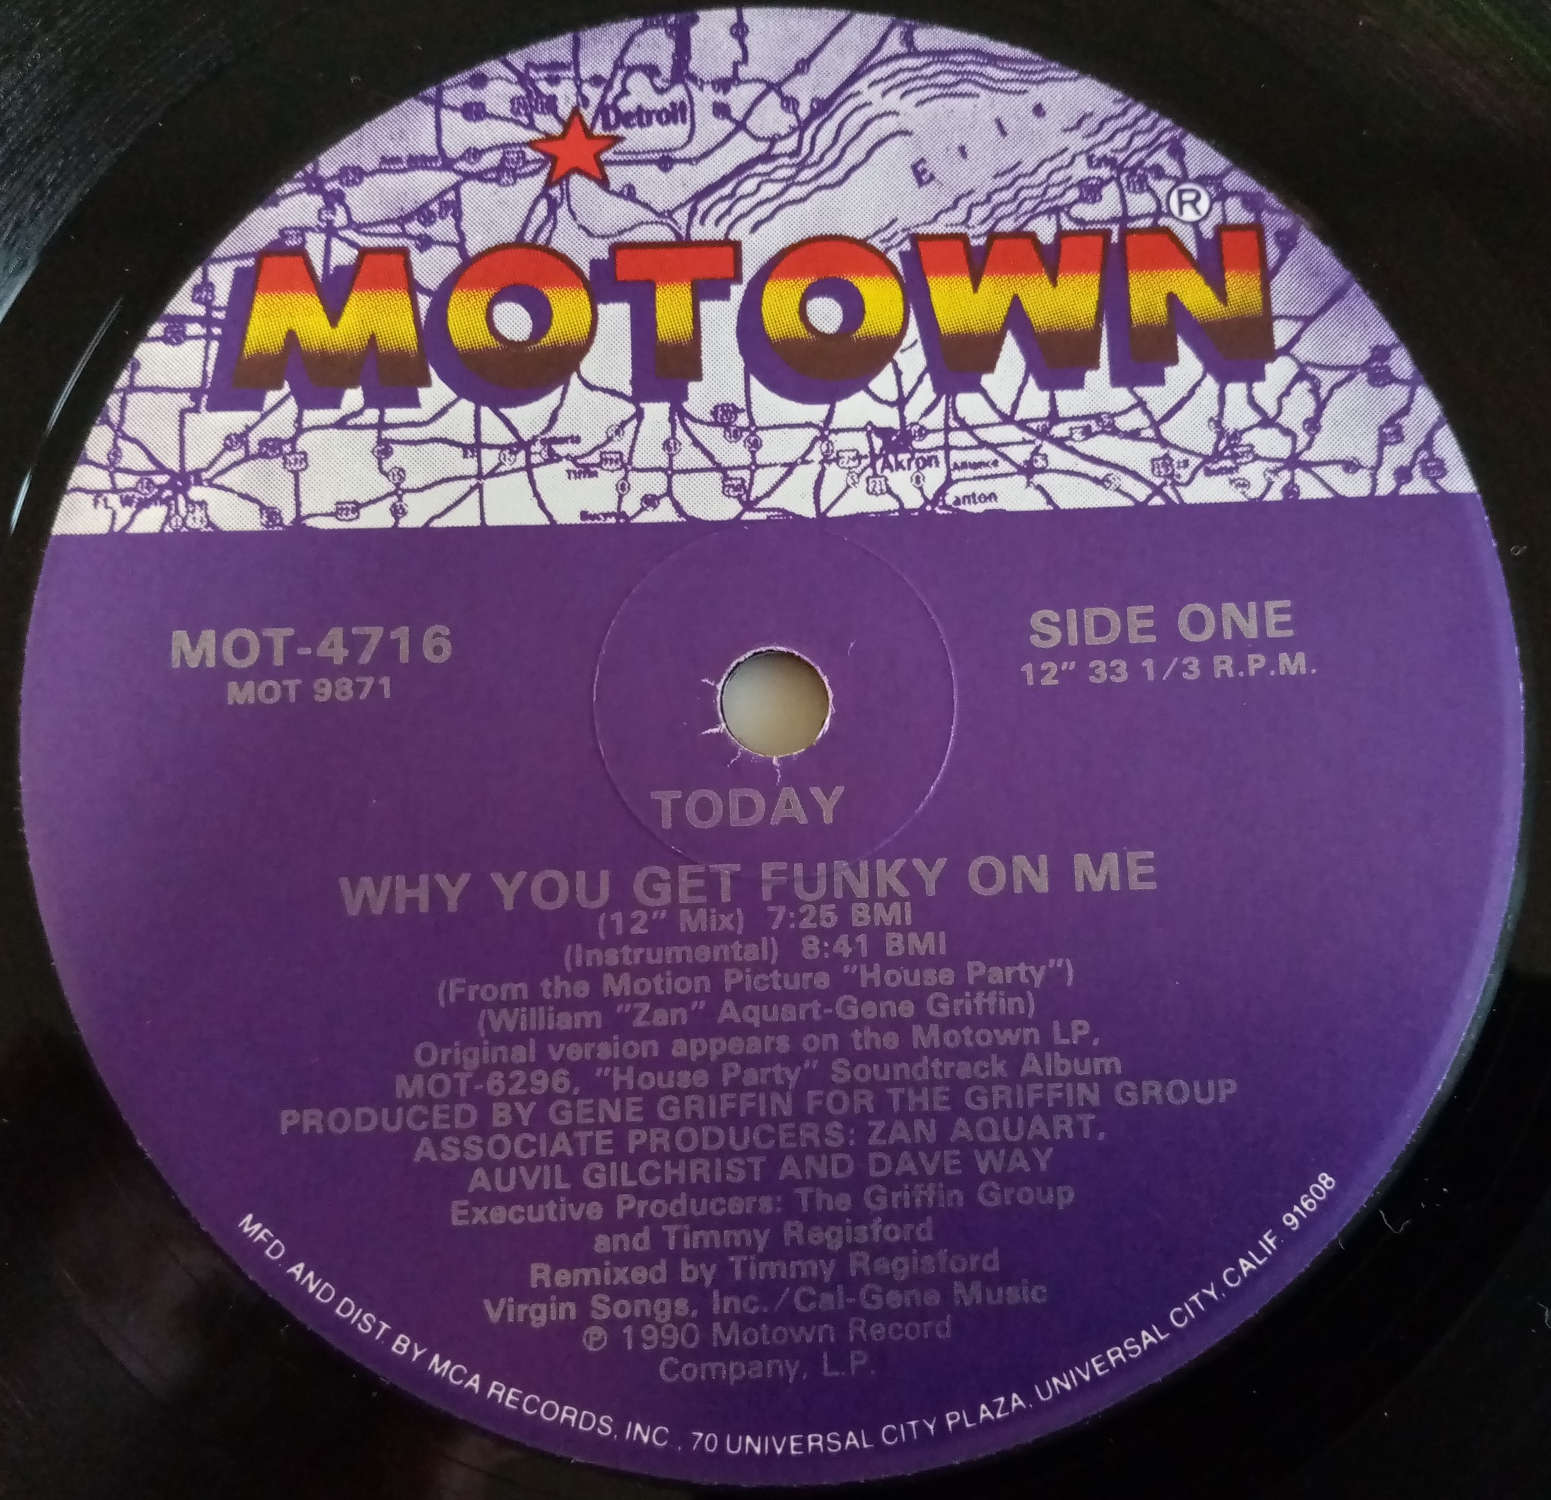 Detroit
Erie
®
MOTOWN
Tiffin
Akron
Alliance
Canton
MOT-4716
MOT 9871
SIDE ONE
12" 33 1/3 R.P.M.
TODAY
WHY YOU GET FUNKY ON ME
(12" Mix) 7:25 BMI
(Instrumental) 8:41 BMI
(From the Motion Picture "House Party")
(William "Zan" Aquart-Gene Griffin)
Original version appears on the Motown LP,
MOT-6296, "House Party" Soundtrack Album
PRODUCED BY GENE GRIFFIN FOR THE GRIFFIN GROUP
ASSOCIATE PRODUCERS: ZAN AQUART,
AUVIL GILCHRIST AND DAVE WAY
Executive Producers: The Griffin Group
and Timmy Regisford
Remixed by Timmy Regisford
Virgin Songs, Inc./Cal-Gene Music
℗ 1990 Motown Record
Company, L.P.
MFD. AND DIST. BY MCA RECORDS, INC., 70 UNIVERSAL CITY PLAZA, UNIVERSAL CITY, CALIF. 91608